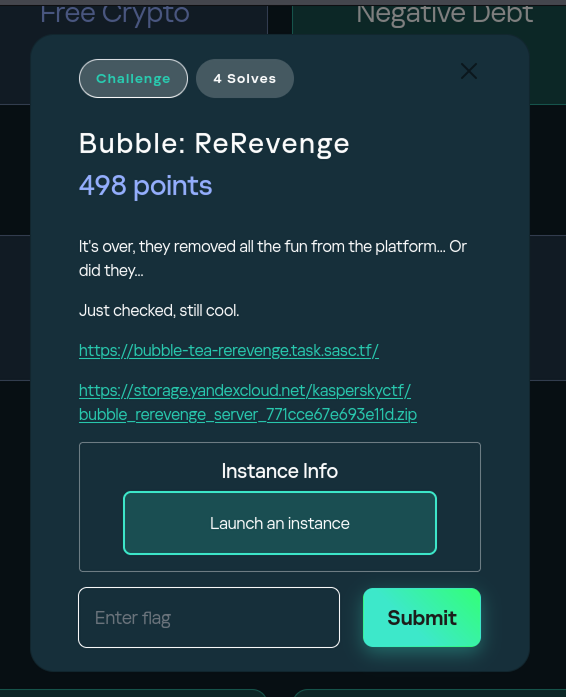 Free Crypto
Negative Debt
Challenge
4 Solves
Bubble: ReRevenge
498 points
It's over, they removed all the fun from the platform... Or
did they...
Just checked, still cool.
https://bubble-tea-rerevenge.task.sasc.tf/
https://storage.yandexcloud.net/kasperskyctf/
bubble_rerevenge_server_771cce67e693e11d.zip
Instance Info
Launch an instance
Enter flag
Submit